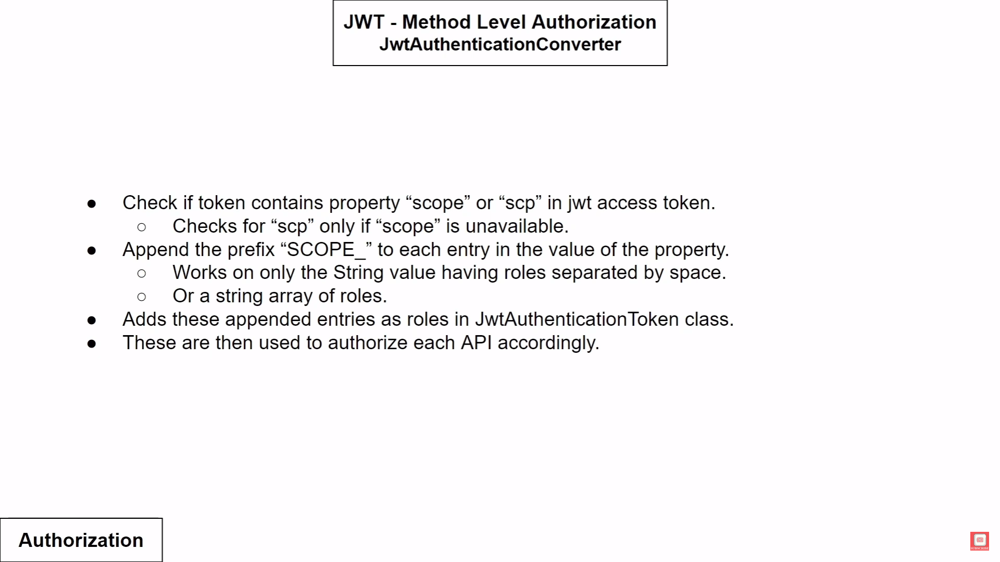 JWT - Method Level Authorization
JwtAuthenticationConverter
● Check if token contains property “scope” or “scp” in jwt access token.
○ Checks for “scp” only if “scope” is unavailable.
● Append the prefix “SCOPE_” to each entry in the value of the property.
○ Works on only the String value having roles separated by space.
○ Or a string array of roles.
● Adds these appended entries as roles in JwtAuthenticationToken class.
● These are then used to authorize each API accordingly.
Authorization
SUBSCRIBE